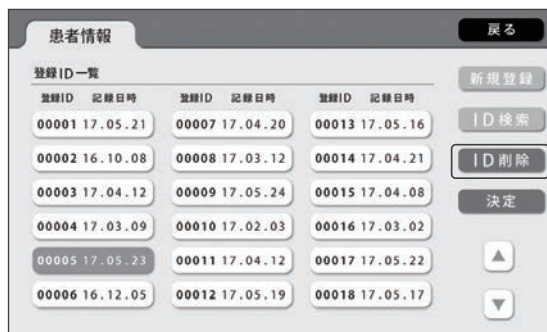 患者情報
戻る
登録ID一覧
新規登録
登録ID 記録日時 登録ID 記録日時 登録ID 記録日時
00001 17.05.21 00007 17.04.20 00013 17.05.16
ID検索
00002 16.10.08 00008 17.03.12 00014 17.04.21
ID削除
00003 17.04.12 00009 17.05.24 00015 17.04.08
決定
00004 17.03.09 00010 17.02.03 00016 17.03.02
00005 17.05.23 00011 17.04.12 00017 17.05.22
00006 16.12.05 00012 17.05.19 00018 17.05.17